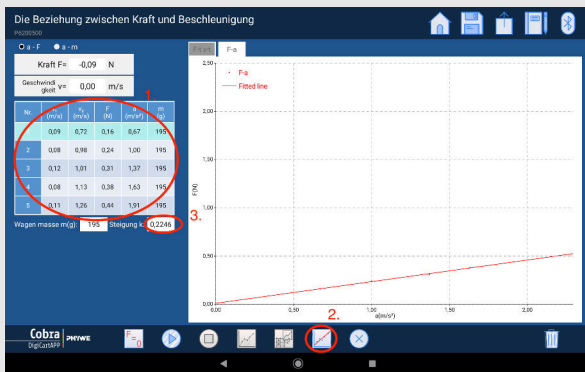 Die Beziehung zwischen Kraft und Beschleunigung
P6200500
a - F a - m
Kraft F= -0,09 N
Geschwindi
gkeit v= 0,00 m/s
1.
Nr. (m/s) (m/s) F (N) (m/s²) m (g)
0,09 0,72 0,16 0,67 195
2 0,08 0,98 0,24 1,00 195
3 0,12 1,01 0,31 1,37 195
4 0,08 1,13 0,38 1,63 195
5 0,11 1,26 0,44 1,91 195
Wagen masse m(g): 195 Steigung k: 0,2246
3.
F-a
F-a
Fitted line
2,50
2,00
1,50
1,00
0,50
0,00
F(N)
0 0,50 1,00 1,50 2,00
a(m/s²)
2.
Cobra PHYWE
DigiCartAPP
F=0